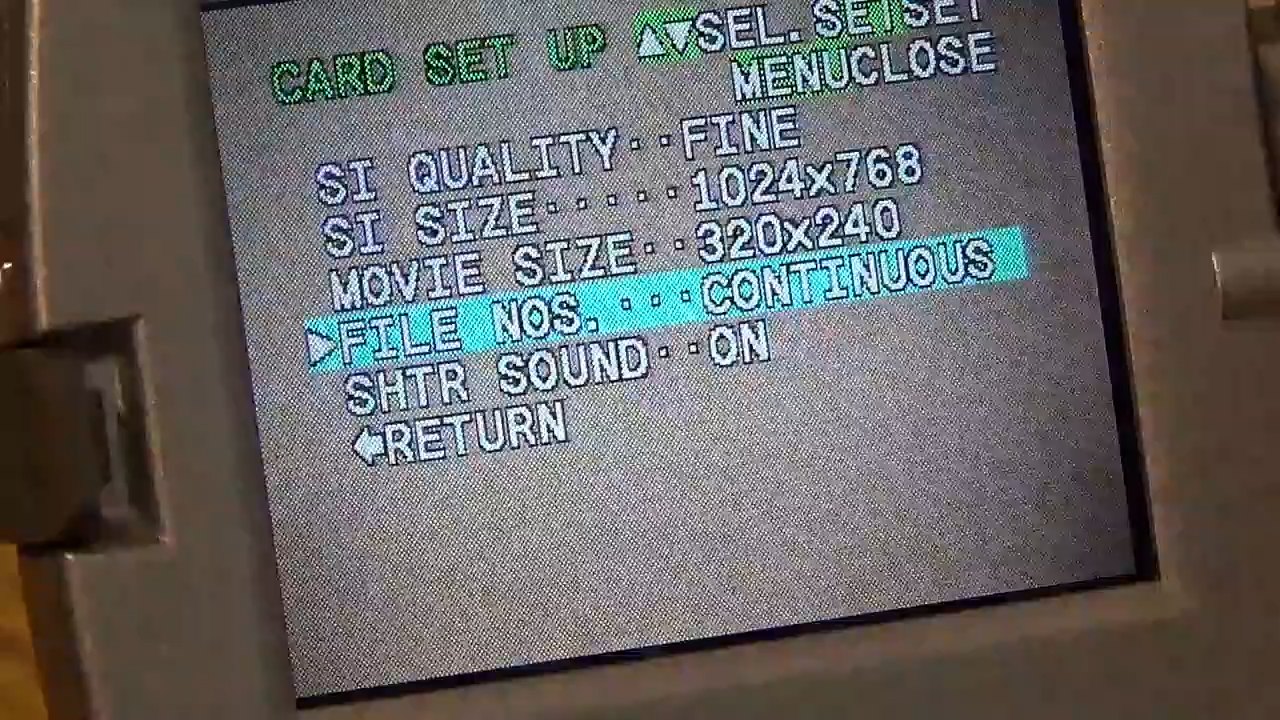 CARD SET UP ▲▼SEL. SETSET
MENUCLOSE
SI QUALITY··FINE
SI SIZE·····1024x768
MOVIE SIZE··320x240
▶FILE NOS. ···CONTINUOUS
SHTR SOUND··ON
←RETURN